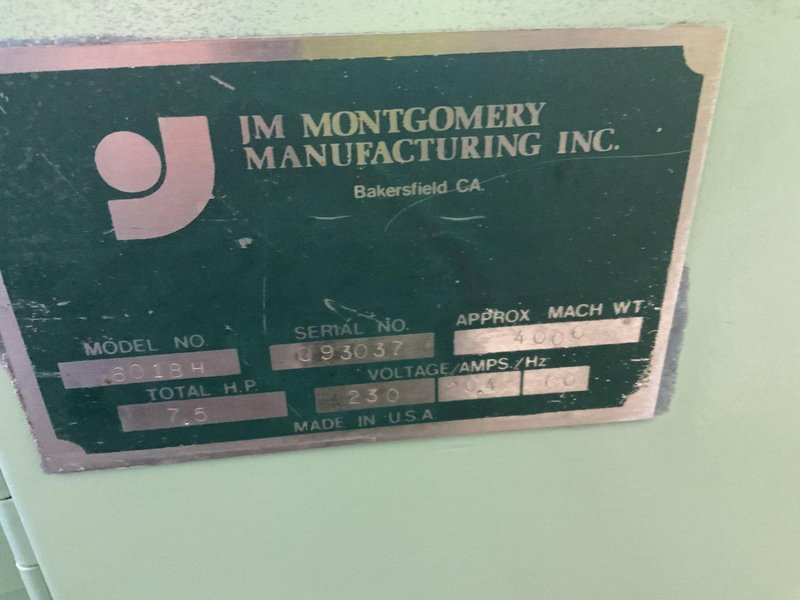 JM MONTGOMERY
MANUFACTURING INC.
Bakersfield CA.
MODEL NO
SERIAL NO.
APPROX MACH WT
093037
4000
TOTAL H.P.
VOLTAGE/AMPS./Hz
7.5
230
60
MADE IN U.S.A.